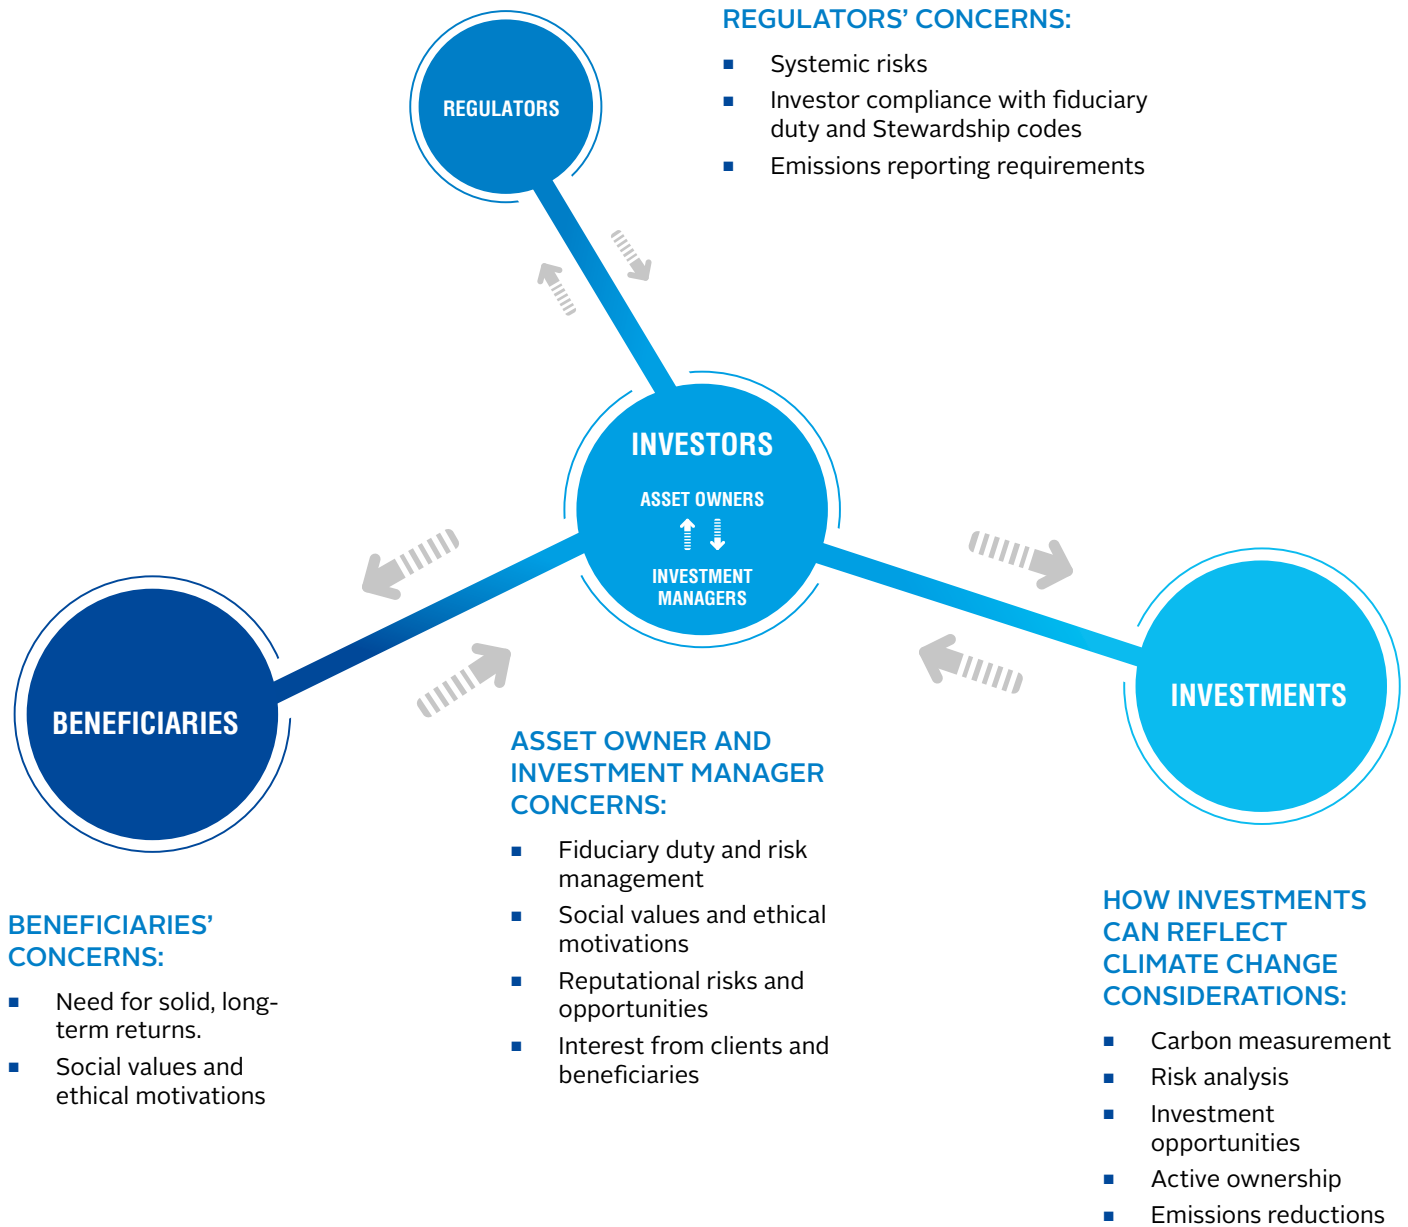 REGULATORS' CONCERNS:
■ Systemic risks
■ Investor compliance with fiduciary
duty and Stewardship codes
■ Emissions reporting requirements
REGULATORS
INVESTORS
ASSET OWNERS
INVESTMENT
MANAGERS
BENEFICIARIES
INVESTMENTS
ASSET OWNER AND
INVESTMENT MANAGER
CONCERNS:
■ Fiduciary duty and risk
management
■ Social values and ethical
motivations
■ Reputational risks and
opportunities
■ Interest from clients and
beneficiaries
BENEFICIARIES'
CONCERNS:
■ Need for solid, long-
term returns.
■ Social values and
ethical motivations
HOW INVESTMENTS
CAN REFLECT
CLIMATE CHANGE
CONSIDERATIONS:
■ Carbon measurement
■ Risk analysis
■ Investment
opportunities
■ Active ownership
■ Emissions reductions